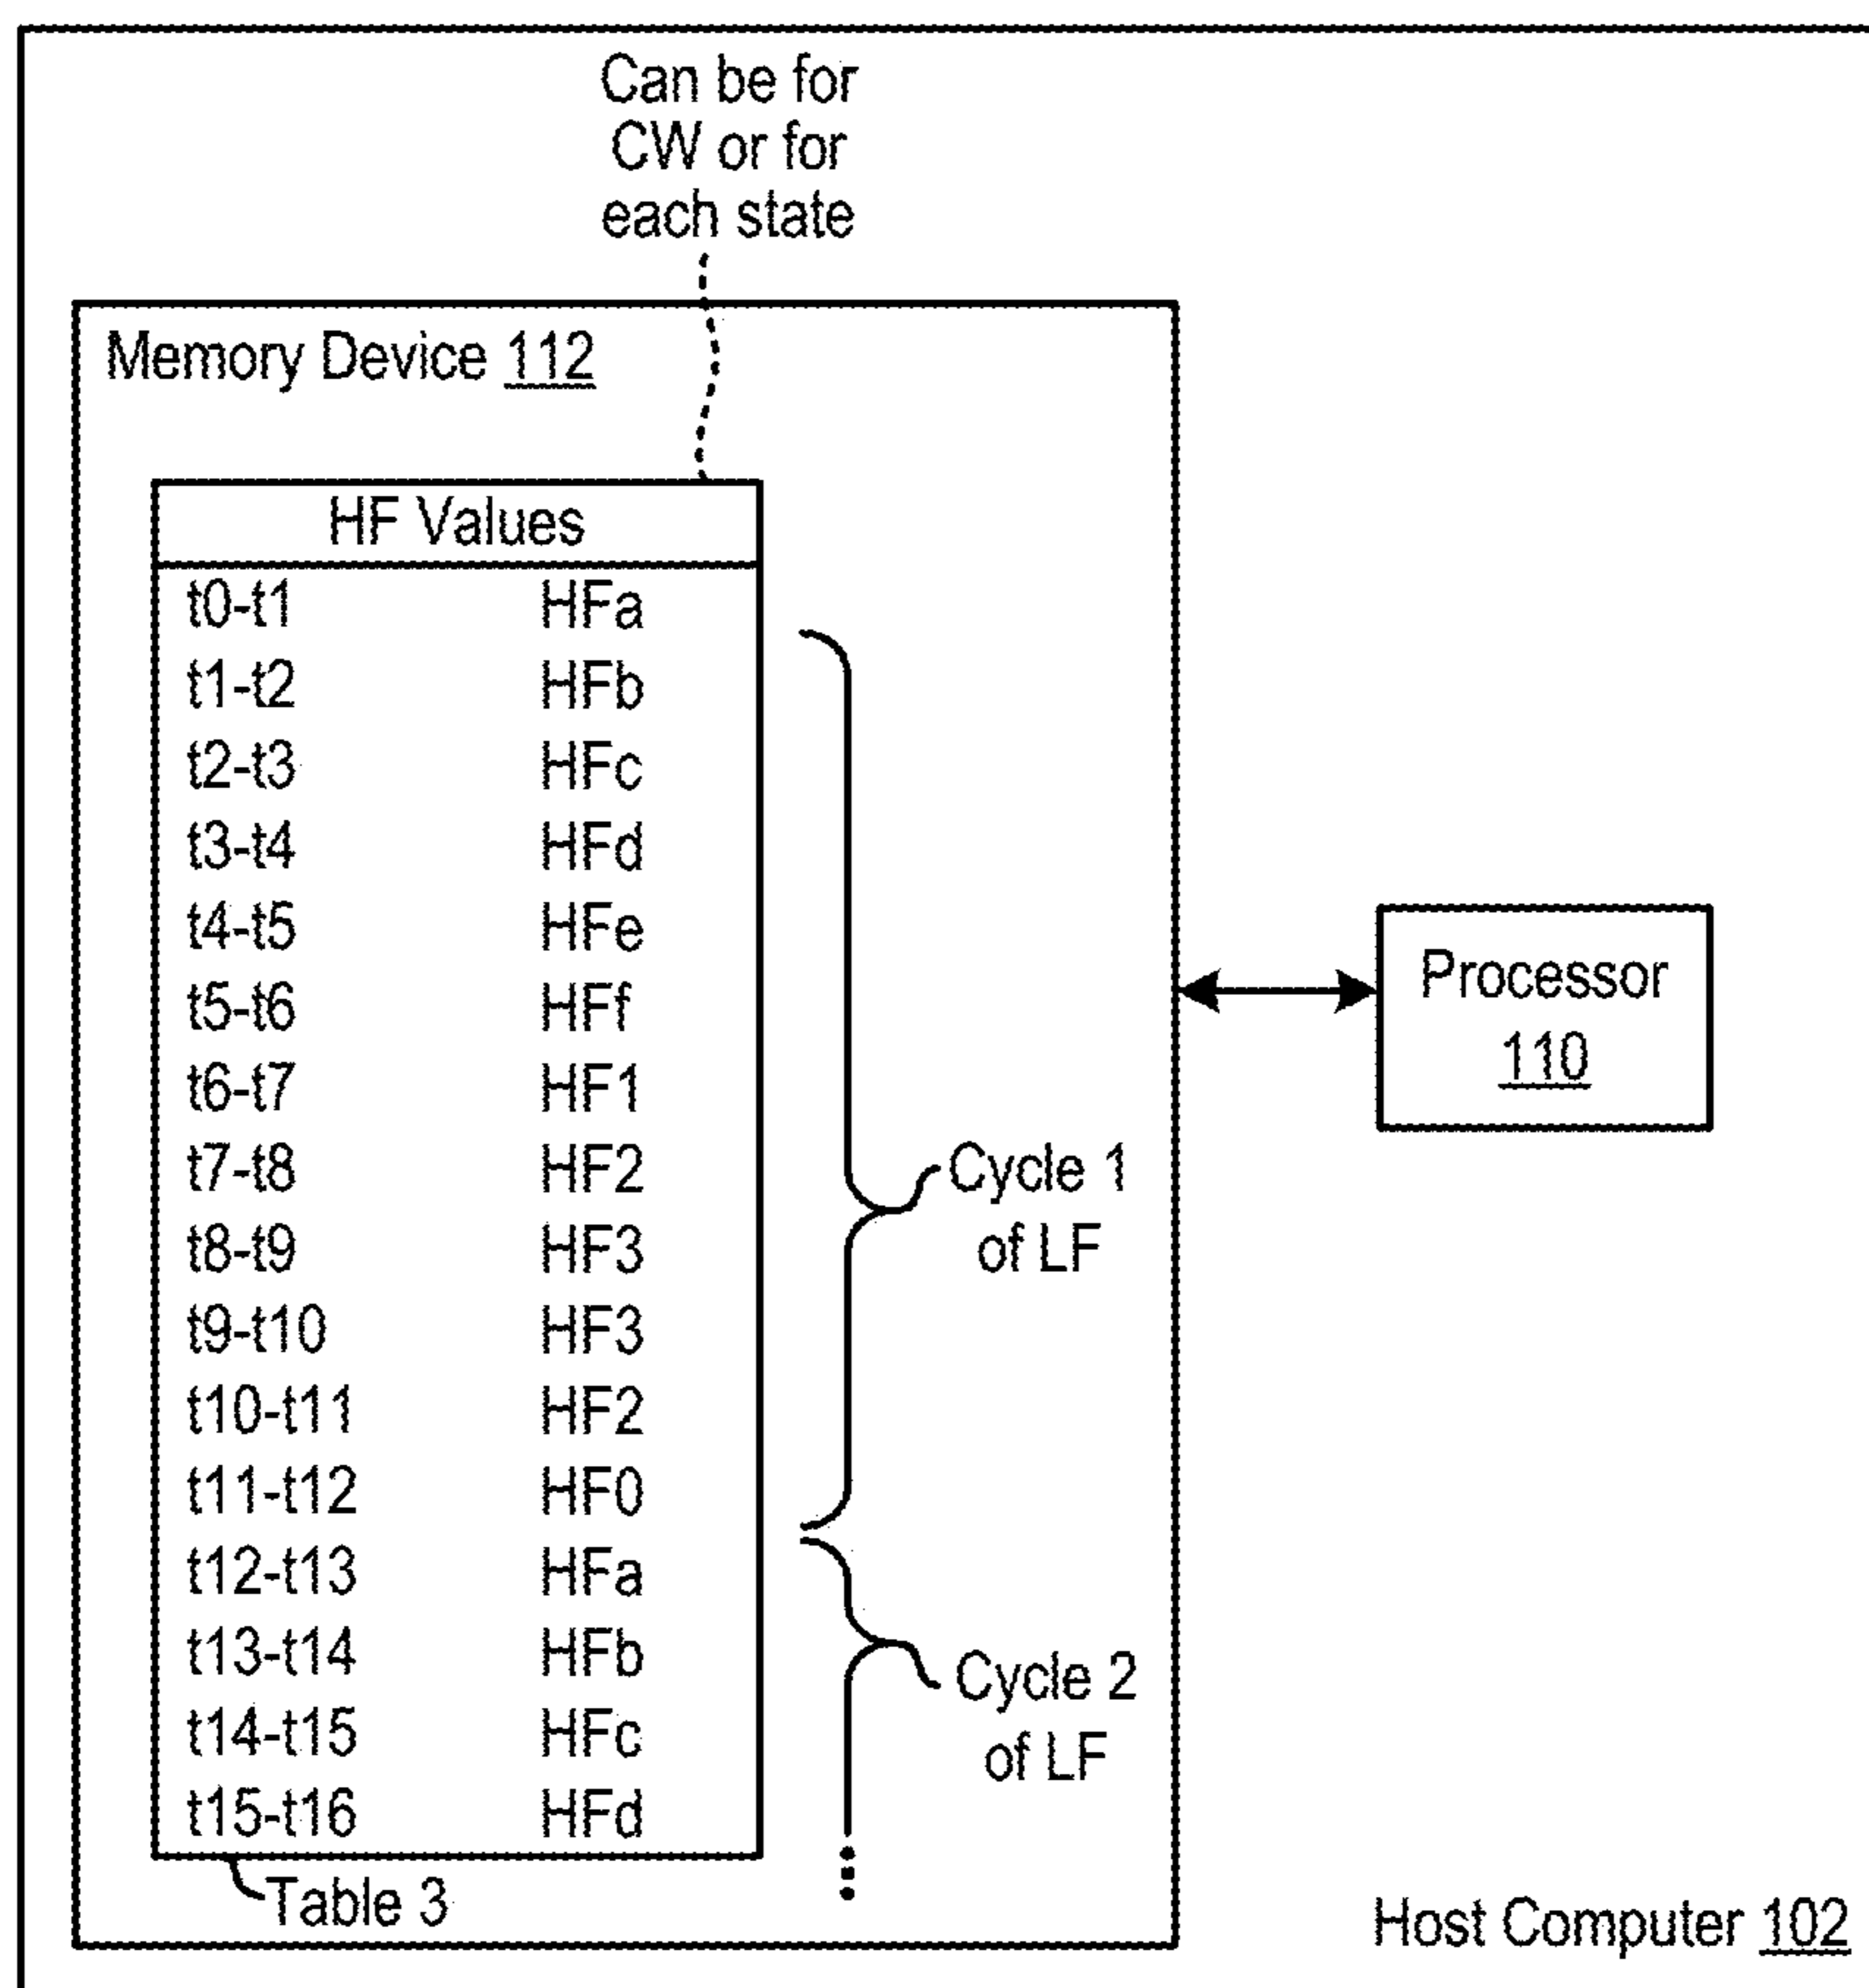 Can be for
CW or for
each state
Memory Device 112
HF Values
t0-t1 HFa
t1-t2 HFb
t2-t3 HFc
t3-t4 HFd
t4-t5 HFe
t5-t6 HFf
t6-t7 HF1
t7-t8 HF2
t8-t9 HF3
t9-t10 HF3
t10-t11 HF2
t11-t12 HF0
t12-t13 HFa
t13-t14 HFb
t14-t15 HFc
t15-t16 HFd
Table 3
Cycle 1
of LF
Cycle 2
of LF
Processor
110
Host Computer 102